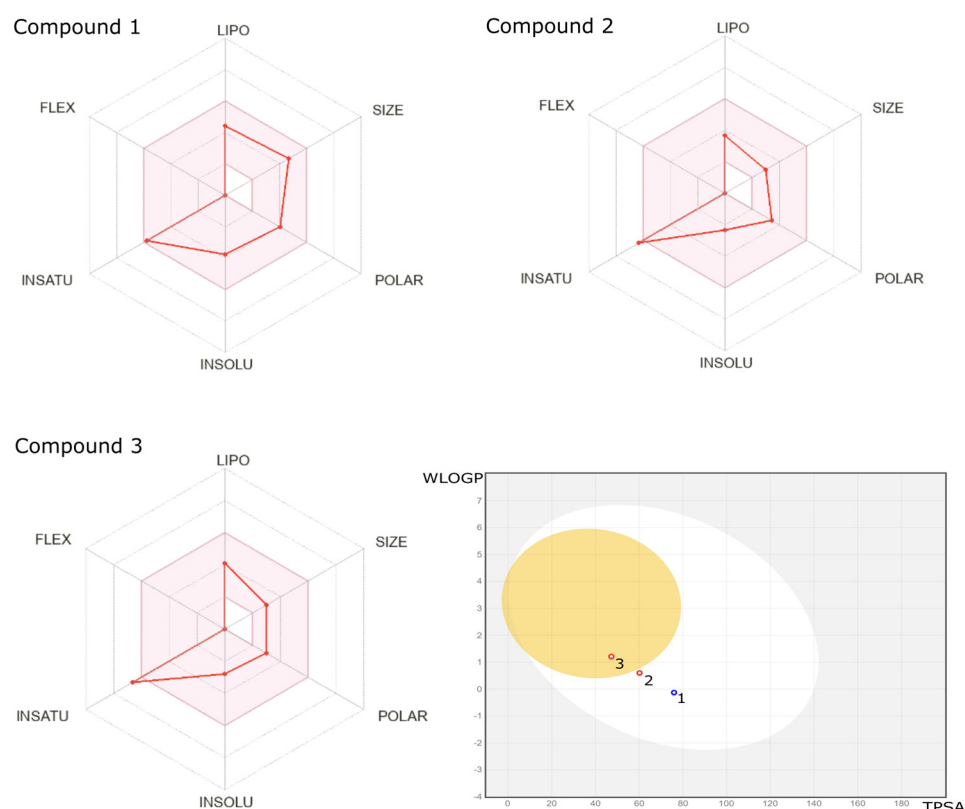 Compound 1
LIPO
FLEX
SIZE
INSATU
POLAR
INSOLU
Compound 2
LIPO
FLEX
SIZE
INSATU
POLAR
INSOLU
Compound 3
LIPO
FLEX
SIZE
INSATU
POLAR
INSOLU
WLOGP
7
6
5
4
3
2
1
0
-1
-2
-3
-4
3
2
1
0 20 40 60 80 100 120 140 160 180
TPSA